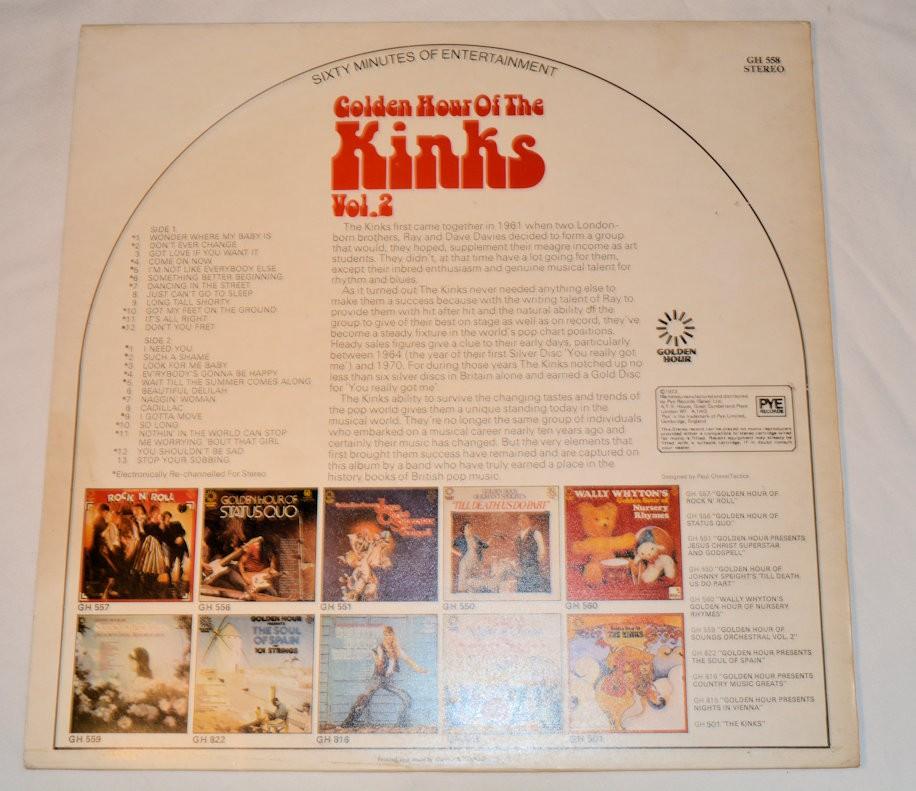 SIXTY MINUTES OF ENTERTAINMENT
GH 558
STEREO
Golden Hour Of The
Kinks
Vol.2
SIDE 1
*1 WONDER WHERE MY BABY IS
*2 DON'T EVER CHANGE
3 GOT LOVE IF YOU WANT IT
*4 COME ON NOW
*5 I'M NOT LIKE EVERYBODY ELSE
*6 SOMETHING BETTER BEGINNING
*7 DANCING IN THE STREET
8 JUST CAN'T GO TO SLEEP
9 LONG TALL SHORTY
*10 GOT MY FEET ON THE GROUND
*11 IT'S ALL RIGHT
*12 DON'T YOU FRET
SIDE 2
*1 I NEED YOU
*2 SUCH A SHAME
*3 LOOK FOR ME BABY
*4 EV'RYBODY'S GONNA BE HAPPY
*5 WAIT TILL THE SUMMER COMES ALONG
6 BEAUTIFUL DELILAH
*7 NAGGIN' WOMAN
8 CADILLAC
*9 I GOTTA MOVE
*10 SO LONG
*11 NOTHIN' IN THE WORLD CAN STOP
ME WORRYING 'BOUT THAT GIRL
*12 YOU SHOULDN'T BE SAD
13 STOP YOUR SOBBING
*Electronically Re-channelled For Stereo
The Kinks first came together in 1961 when two London-
born brothers, Ray and Dave Davies decided to form a group
that would, they hoped, supplement their meagre income as art
students. They didn't, at that time have a lot going for them,
except their inbred enthusiasm and genuine musical talent for
rhythm and blues.
As it turned out The Kinks never needed anything else to
make them a success because with the writing talent of Ray to
provide them with hit after hit and the natural ability of the
group to give of their best on stage as well as on record, they've
become a steady fixture in the world's pop chart positions.
Heady sales figures give a clue to their early days, particularly
between 1964 (the year of their first Silver Disc 'You really got
me') and 1970. For during those years The Kinks notched up no
less than six silver discs in Britain alone and earned a Gold Disc
for 'You really got me'.
The Kinks ability to survive the changing tastes and trends of
the pop world gives them a unique standing today in the
musical world. They're no longer the same group of individuals
who embarked on a musical career nearly ten years ago and
certainly their music has changed. But the very elements that
first brought them success have remained and are captured on
this album by a band who have truly earned a place in the
history books of British pop music.
GOLDEN
HOUR
©1973
PYE
RECORDS
Designed by Paul Chave/Tactics
ROCK N' ROLL
GOLDEN HOUR OF
STATUS QUO
TILL DEATH US DO PART
WALLY WHYTON'S
Golden Hour of
Nursery
Rhymes
GH 557
GH 556
GH 551
GH 550
GH 560
GOLDEN HOUR
PRESENTS
THE SOUL
OF SPAIN
101 STRINGS
THE KINKS
GH 559
GH 822
GH 816
GH 501
GH 557 "GOLDEN HOUR OF
ROCK N' ROLL"
GH 556 "GOLDEN HOUR OF
STATUS QUO"
GH 551 "GOLDEN HOUR PRESENTS
JESUS CHRIST SUPERSTAR
AND GODSPELL"
GH 550 "GOLDEN HOUR OF
JOHNNY SPEIGHT'S 'TILL DEATH
US DO PART'"
GH 560 "WALLY WHYTON'S
GOLDEN HOUR OF NURSERY
RHYMES"
GH 559 "GOLDEN HOUR OF
SOUNDS ORCHESTRAL VOL. 2"
GH 822 "GOLDEN HOUR PRESENTS
THE SOUL OF SPAIN"
GH 816 "GOLDEN HOUR PRESENTS
COUNTRY MUSIC GREATS"
GH 815 "GOLDEN HOUR PRESENTS
NIGHTS IN VIENNA"
GH 501 "THE KINKS"